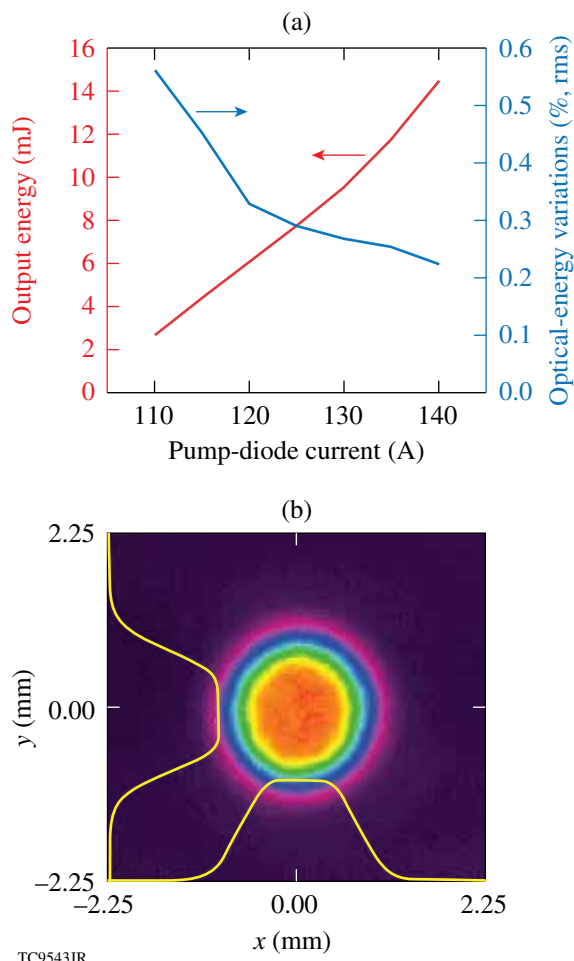 (a)
Output energy (mJ)
16
14
12
10
8
6
4
2
0
0.6
0.5
0.4
0.3
0.2
0.1
0.0
Optical-energy variations (%, rms)
110 120 130 140
Pump-diode current (A)
(b)
2.25
0.00
−2.25
y (mm)
−2.25 0.00 2.25
x (mm)
TC9543JR